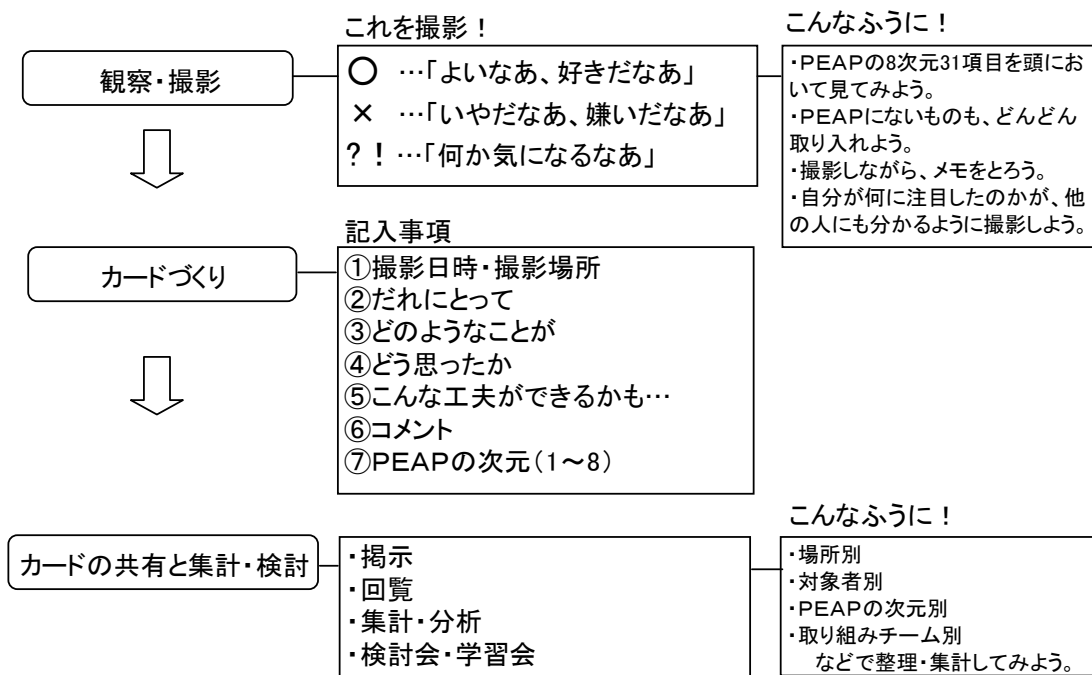 これを撮影！
観察・撮影
○ …「よいなあ、好きだなあ」
× …「いやだなあ、嫌いだなあ」
？！…「何か気になるなあ」
こんなふうに！
・PEAPの8次元31項目を頭にお
いて見てみよう。
・PEAPにないものも、どんどん
取り入れよう。
・撮影しながら、メモをとろう。
・自分が何に注目したのかが、他
の人にも分かるように撮影しよう。
カードづくり
記入事項
①撮影日時・撮影場所
②だれにとって
③どのようなことが
④どう思ったか
⑤こんな工夫ができるかも…
⑥コメント
⑦PEAPの次元（1～8）
カードの共有と集計・検討
・掲示
・回覧
・集計・分析
・検討会・学習会
こんなふうに！
・場所別
・対象者別
・PEAPの次元別
・取り組みチーム別
などで整理・集計してみよう。